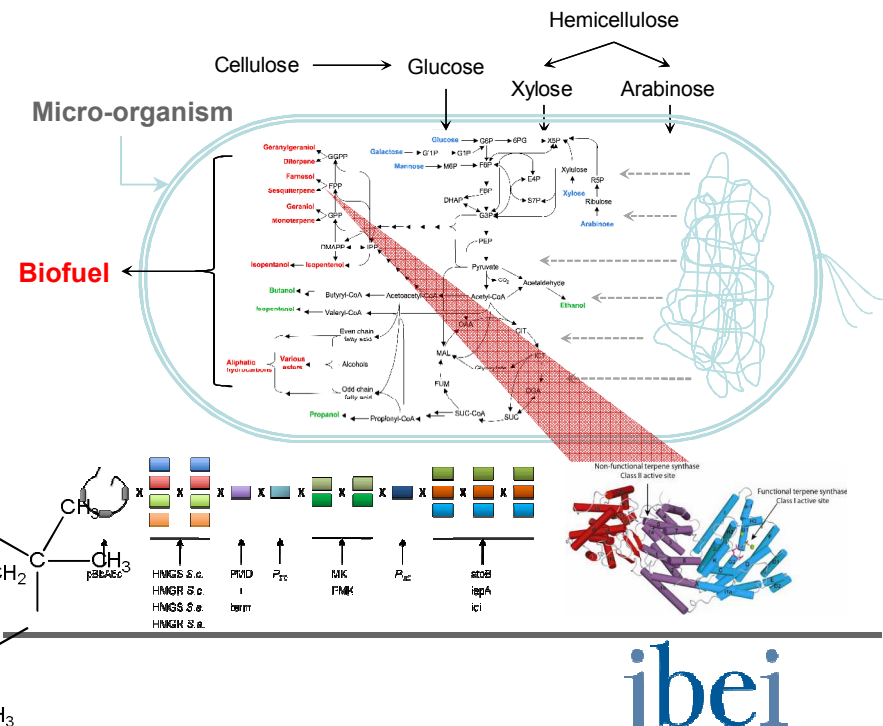 Hemicellulose
Cellulose
Glucose
Xylose
Arabinose
Micro-organism
Biofuel
Geranylgeraniol
Diterpene
Farnesol
Sesquiterpene
Geraniol
Monoterpene
Isopentanol
Isopentenol
Butanol
Isopentanol
Aliphatic
hydrocarbons
Various
esters
Propanol
GGPP
FPP
GPP
DMAPP
IPP
Butyryl-CoA
Acetoacetyl-CoA
Acetyl-CoA
Valeryl-CoA
Even chain
fatty acid
Alcohols
Odd chain
fatty acid
Propionyl-CoA
SUC-CoA
SUC
FUM
MAL
OAA
CIT
ICT
Glucose
G6P
6PG
X5P
Galactose
G1P
Mannose
M6P
F6P
FBP
E4P
S7P
DHAP
G3P
PEP
Pyruvate
CO2
Acetaldehyde
Ethanol
Xylulose
Xylose
R5P
Ribulose
Arabinose
Non-functional terpene synthase
Class II active site
Functional terpene synthase
Class I active site
x x x x x x
CH3
C
CH3
CH2
H3
HMGS S.c.
HMGR S.c.
HMGS S.a.
HMGR S.a.
PMD
term
MK
PMK
atoB
ispA
idi
jbei